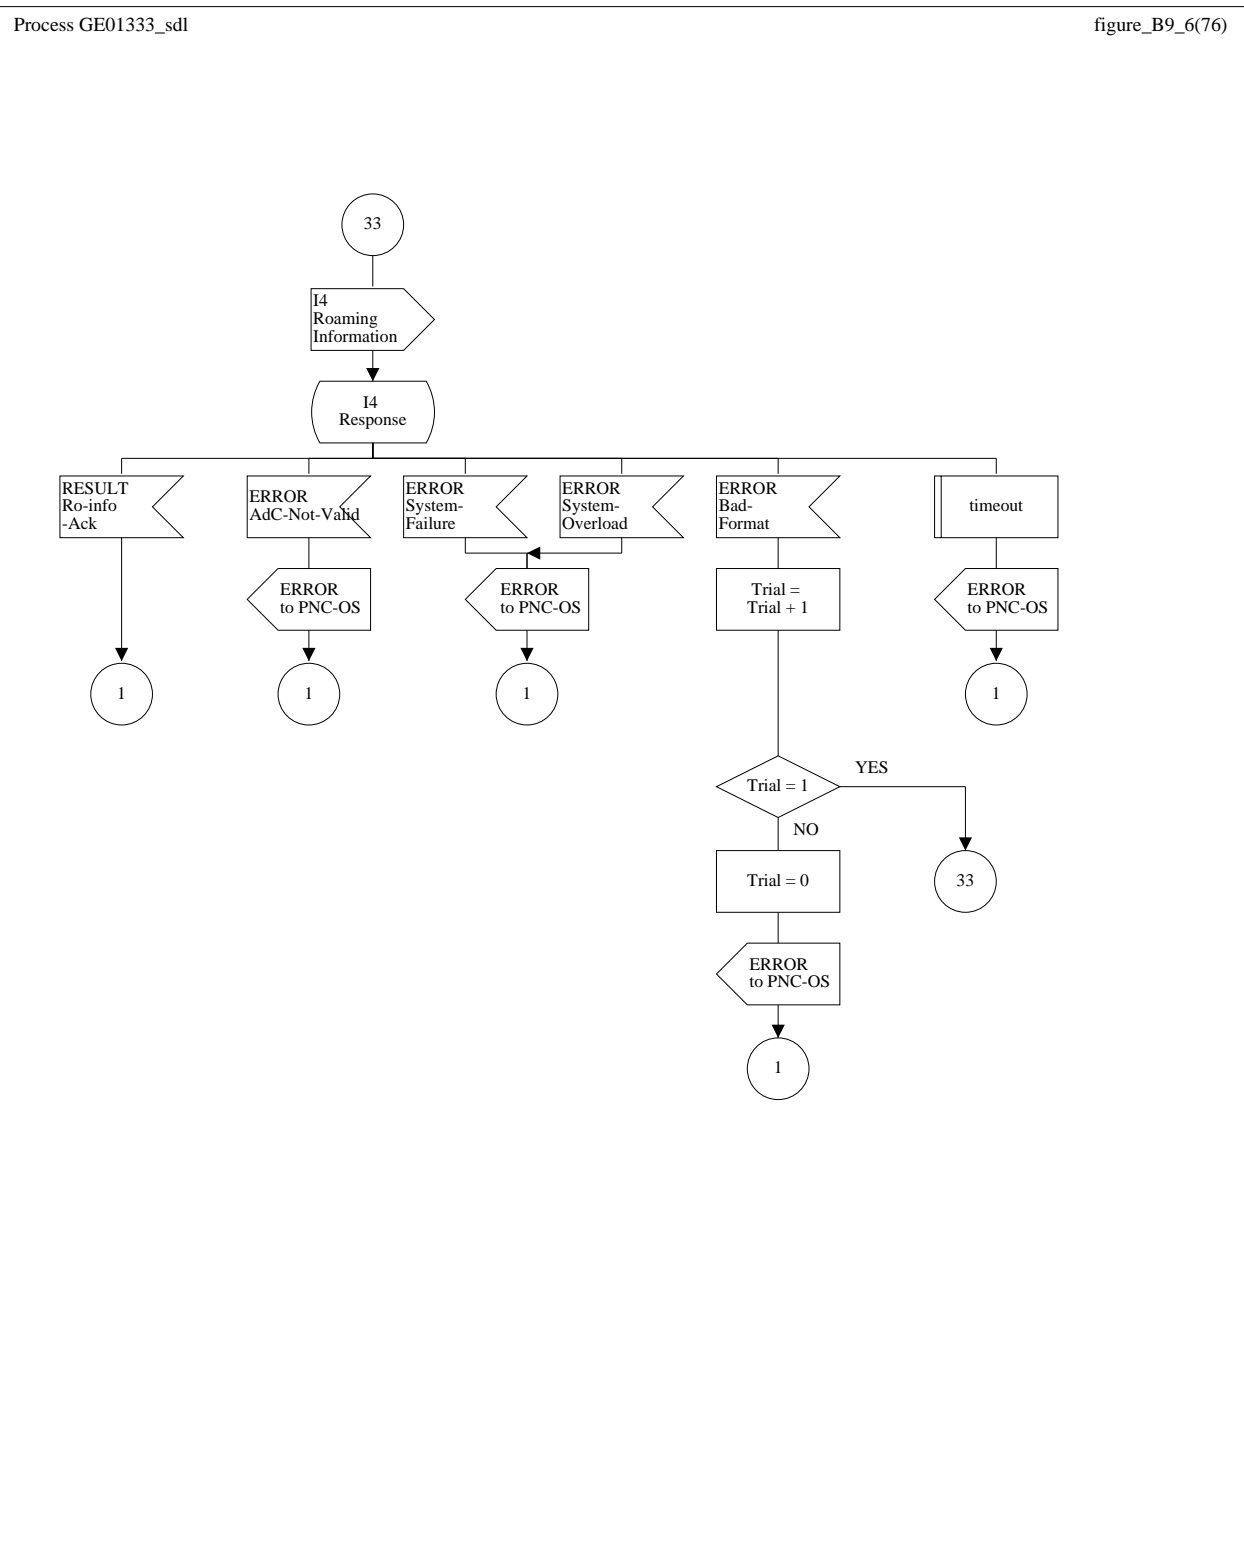 Process GE01333_sdl
figure_B9_6(76)
33
I4
Roaming
Information
I4
Response
RESULT
Ro-info
-Ack
ERROR
AdC-Not-Valid
ERROR
System-
Failure
ERROR
System-
Overload
ERROR
Bad-
Format
timeout
ERROR
to PNC-OS
ERROR
to PNC-OS
Trial =
Trial + 1
ERROR
to PNC-OS
1
1
1
1
Trial = 1
YES
NO
Trial = 0
33
ERROR
to PNC-OS
1